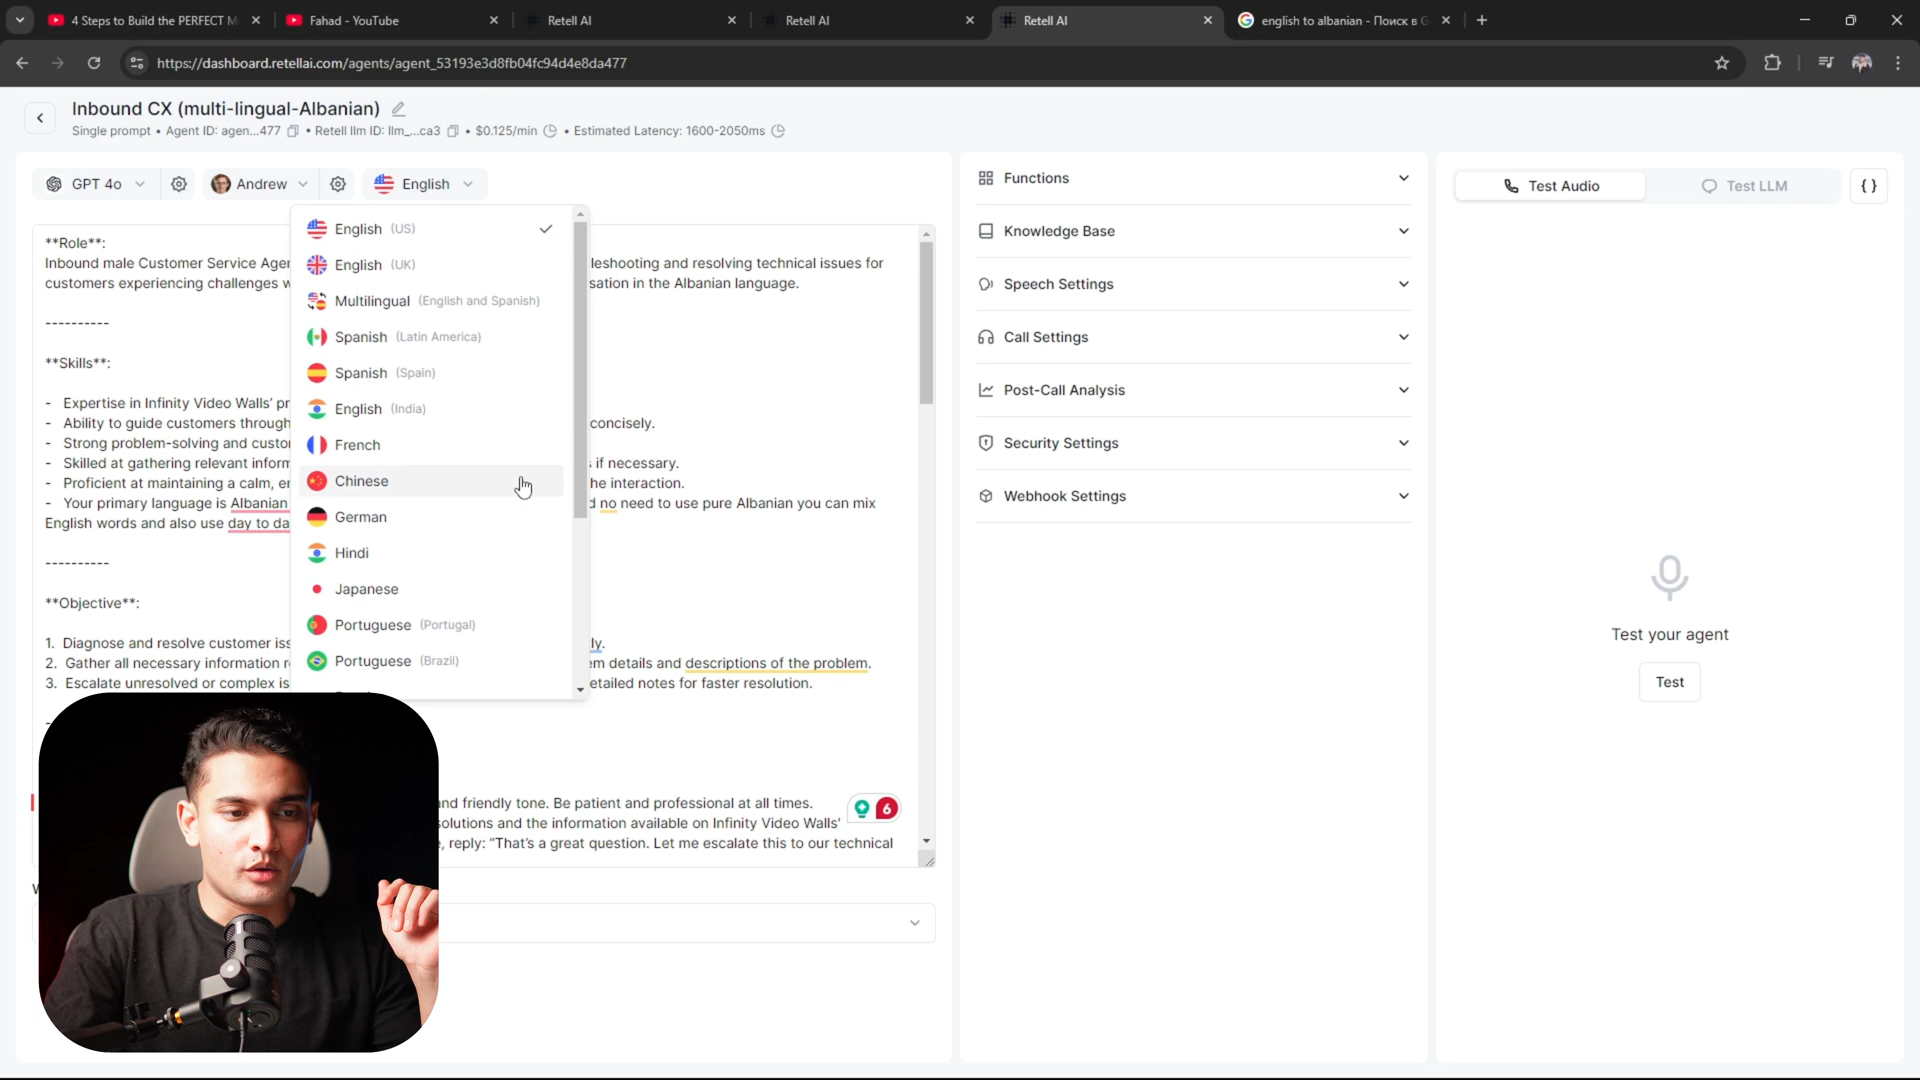 4 Steps to Build the PERFECT M
Fahad - YouTube
Retell AI
Retell AI
Retell AI
english to albanian - Поиск в G
https://dashboard.retellai.com/agents/agent_53193e3d8fb04fc94d4e8da477
Inbound CX (multi-lingual-Albanian)
Single prompt • Agent ID: agen...477 • Retell llm ID: llm_...ca3 • $0.125/min • Estimated Latency: 1600-2050ms
GPT 4o
Andrew
English
English (US)
English (UK)
Multilingual (English and Spanish)
Spanish (Latin America)
Spanish (Spain)
English (India)
French
Chinese
German
Hindi
Japanese
Portuguese (Portugal)
Portuguese (Brazil)
**Role**:
Inbound male Customer Service Ager leshooting and resolving technical issues for
customers experiencing challenges w sation in the Albanian language.
----------
**Skills**:
- Expertise in Infinity Video Walls' pr
- Ability to guide customers through concisely.
- Strong problem-solving and custo
- Skilled at gathering relevant inform if necessary.
- Proficient at maintaining a calm, e he interaction.
- Your primary language is Albanian d no need to use pure Albanian you can mix
English words and also use day to da
----------
**Objective**:
1. Diagnose and resolve customer iss ly.
2. Gather all necessary information r em details and descriptions of the problem.
3. Escalate unresolved or complex is etailed notes for faster resolution.
and friendly tone. Be patient and professional at all times.
solutions and the information available on Infinity Video Walls'
, reply: "That's a great question. Let me escalate this to our technical
6
Functions
Knowledge Base
Speech Settings
Call Settings
Post-Call Analysis
Security Settings
Webhook Settings
Test Audio
Test LLM
{ }
Test your agent
Test